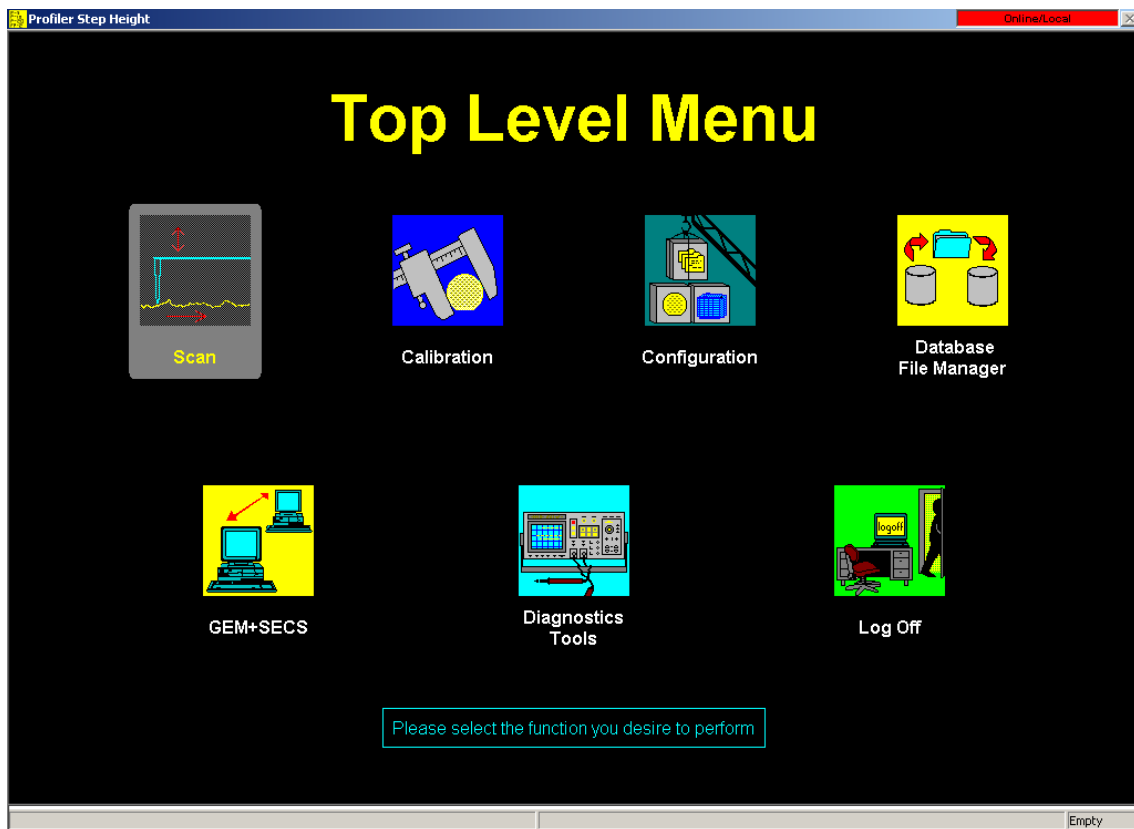 Profiler Step Height
Online/Local
Top Level Menu
Scan
Calibration
Configuration
Database
File Manager
logoff
GEM+SECS
Diagnostics
Tools
Log Off
Please select the function you desire to perform
Empty